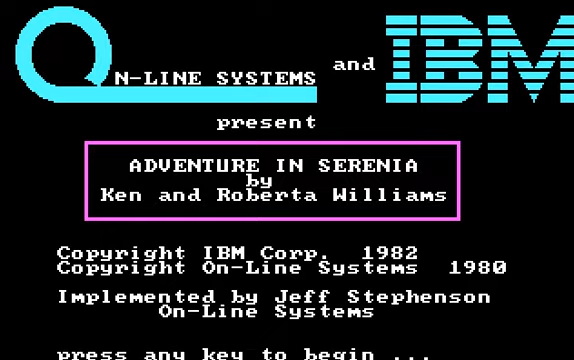 ON-LINE SYSTEMS and IBM
present
ADVENTURE IN SERENIA
by
Ken and Roberta Williams
Copyright IBM Corp. 1982
Copyright On-Line Systems 1980
Implemented by Jeff Stephenson
On-Line Systems
press any key to begin ...